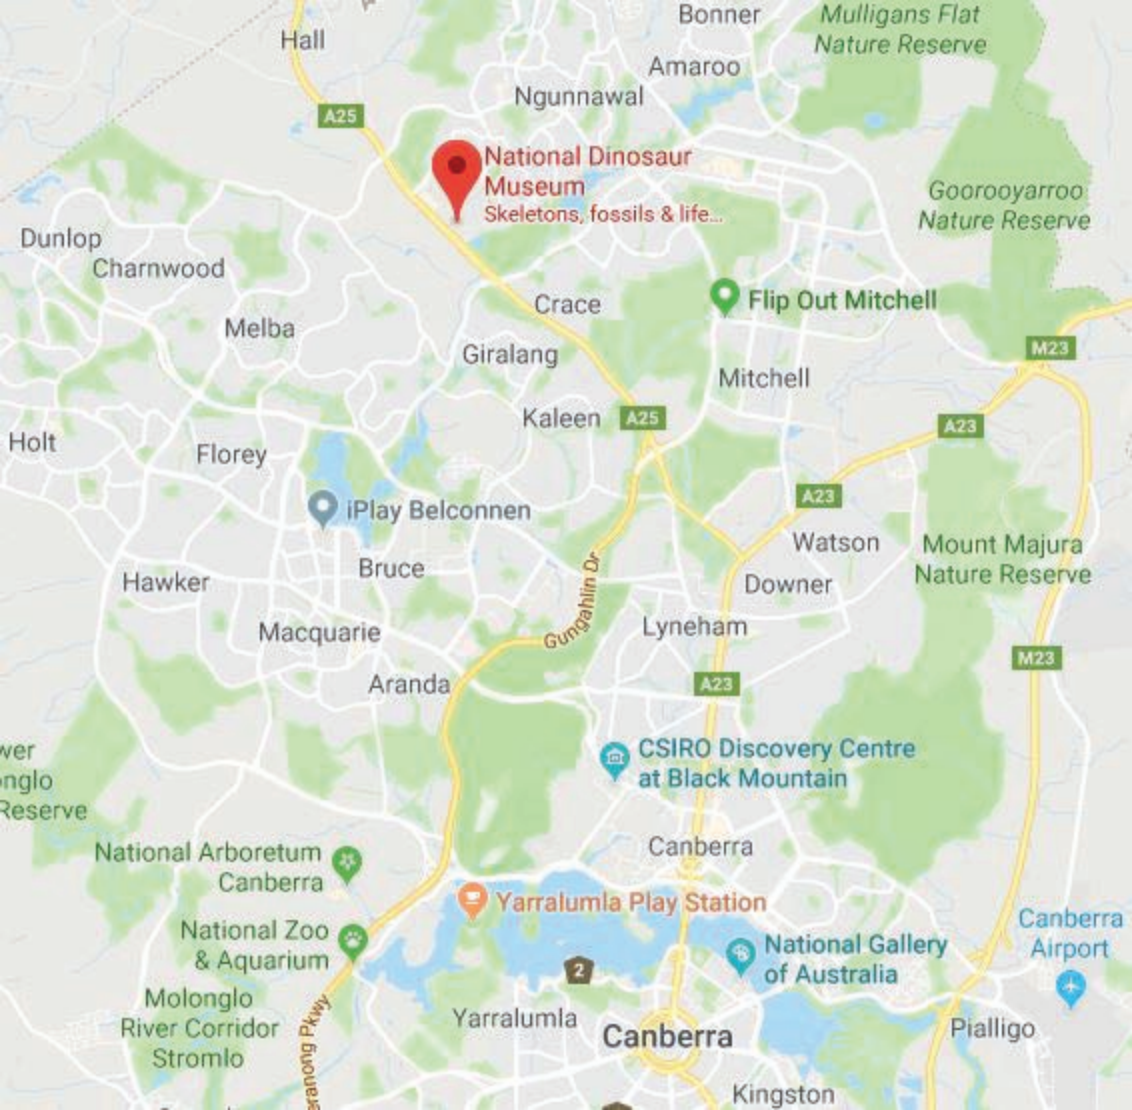 Bonner
Mulligans Flat
Nature Reserve
Hall
Amaroo
Ngunnawal
A25
National Dinosaur
Museum
Skeletons, fossils & life...
Goorooyarroo
Nature Reserve
Dunlop
Charnwood
Crace
Flip Out Mitchell
Melba
M23
Giralang
Mitchell
Kaleen
A25
A23
Holt
Florey
A23
iPlay Belconnen
Watson
Mount Majura
Nature Reserve
Bruce
Hawker
Downer
Gungahlin Dr
Macquarie
Lyneham
M23
Aranda
A23
wer
onglo
Reserve
CSIRO Discovery Centre
at Black Mountain
Canberra
National Arboretum
Canberra
Yarralumla Play Station
Canberra
Airport
National Zoo
& Aquarium
National Gallery
of Australia
2
Molonglo
River Corridor
Stromlo
Yarralumla
Canberra
Pialligo
eranong Pkwy
Kingston